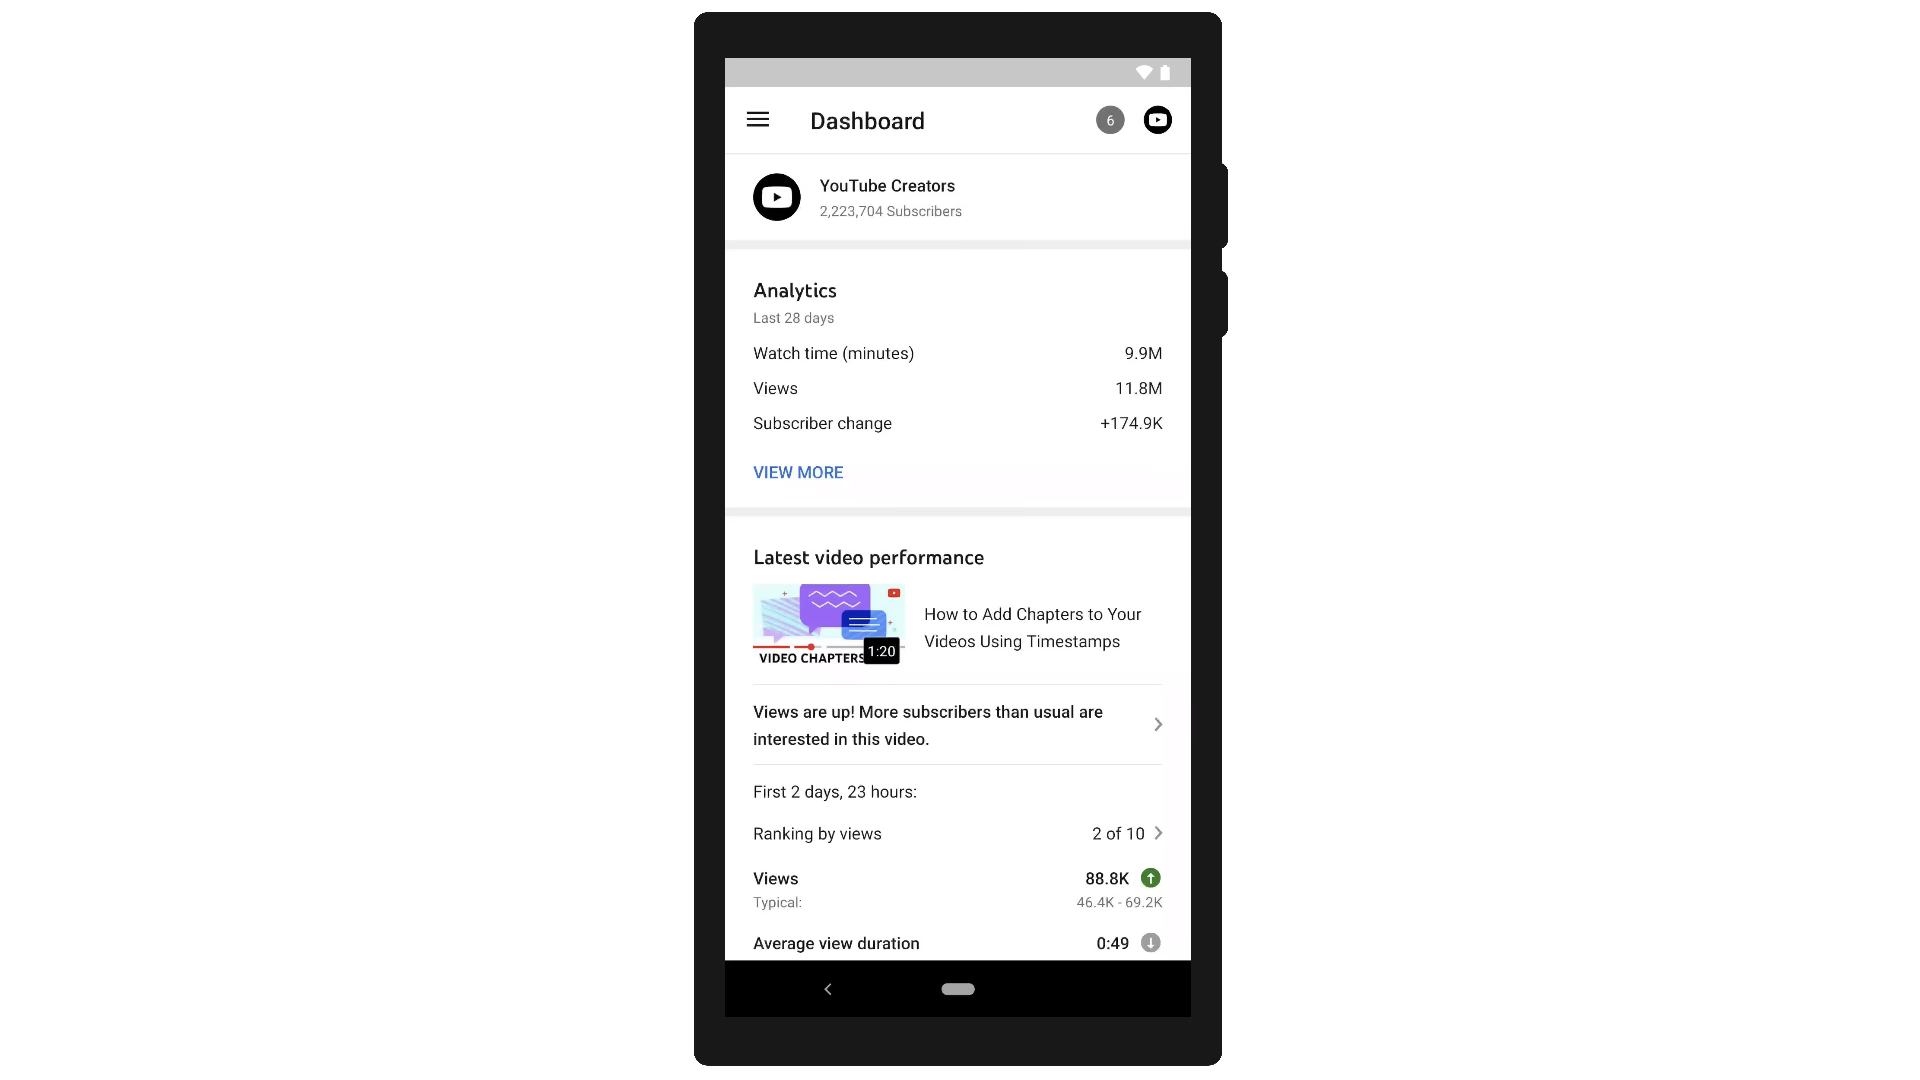 Dashboard
6
YouTube Creators
2,223,704 Subscribers
Analytics
Last 28 days
Watch time (minutes) 9.9M
Views 11.8M
Subscriber change +174.9K
VIEW MORE
Latest video performance
VIDEO CHAPTERS
1:20
How to Add Chapters to Your
Videos Using Timestamps
Views are up! More subscribers than usual are
interested in this video.
First 2 days, 23 hours:
Ranking by views 2 of 10
Views 88.8K
Typical: 46.4K - 69.2K
Average view duration 0:49